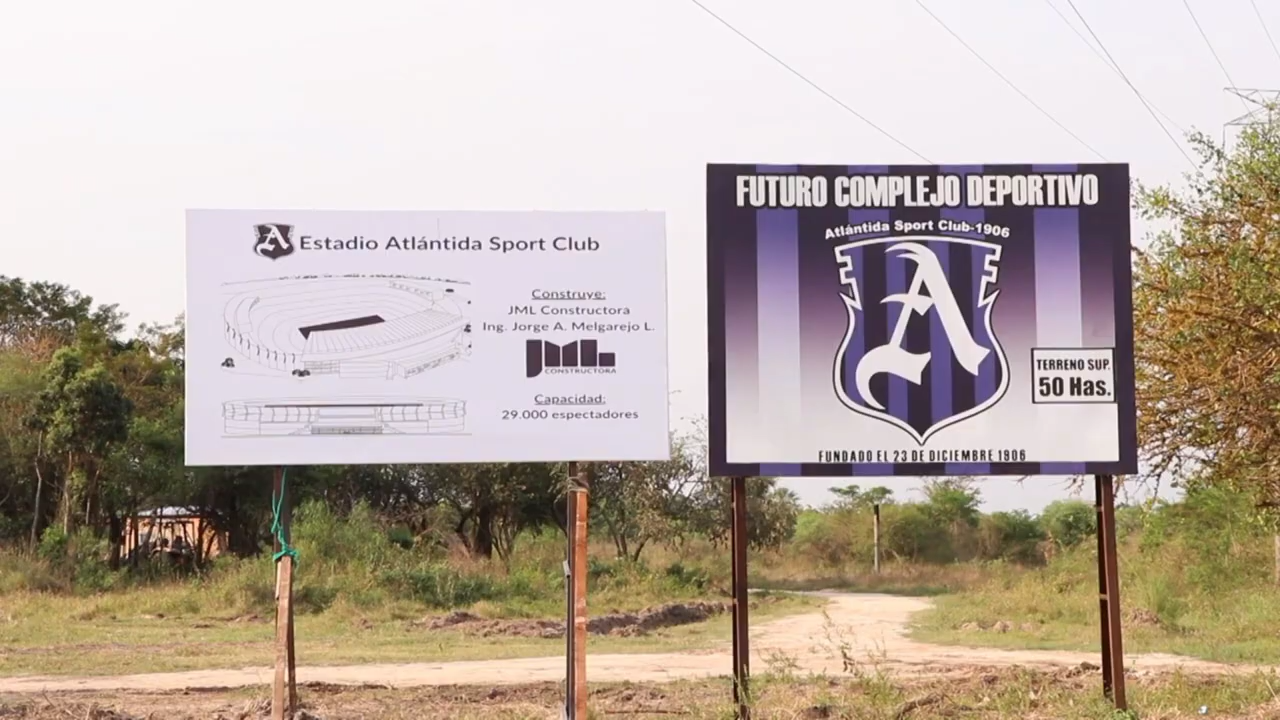 A Estadio Atlántida Sport Club
Construye:
JML Constructora
Ing. Jorge A. Melgarejo L.
JML.
CONSTRUCTORA
Capacidad:
29.000 espectadores
FUTURO COMPLEJO DEPORTIVO
Atlántida Sport Club-1906
A
TERRENO SUP.
50 Has.
FUNDADO EL 23 DE DICIEMBRE 1906